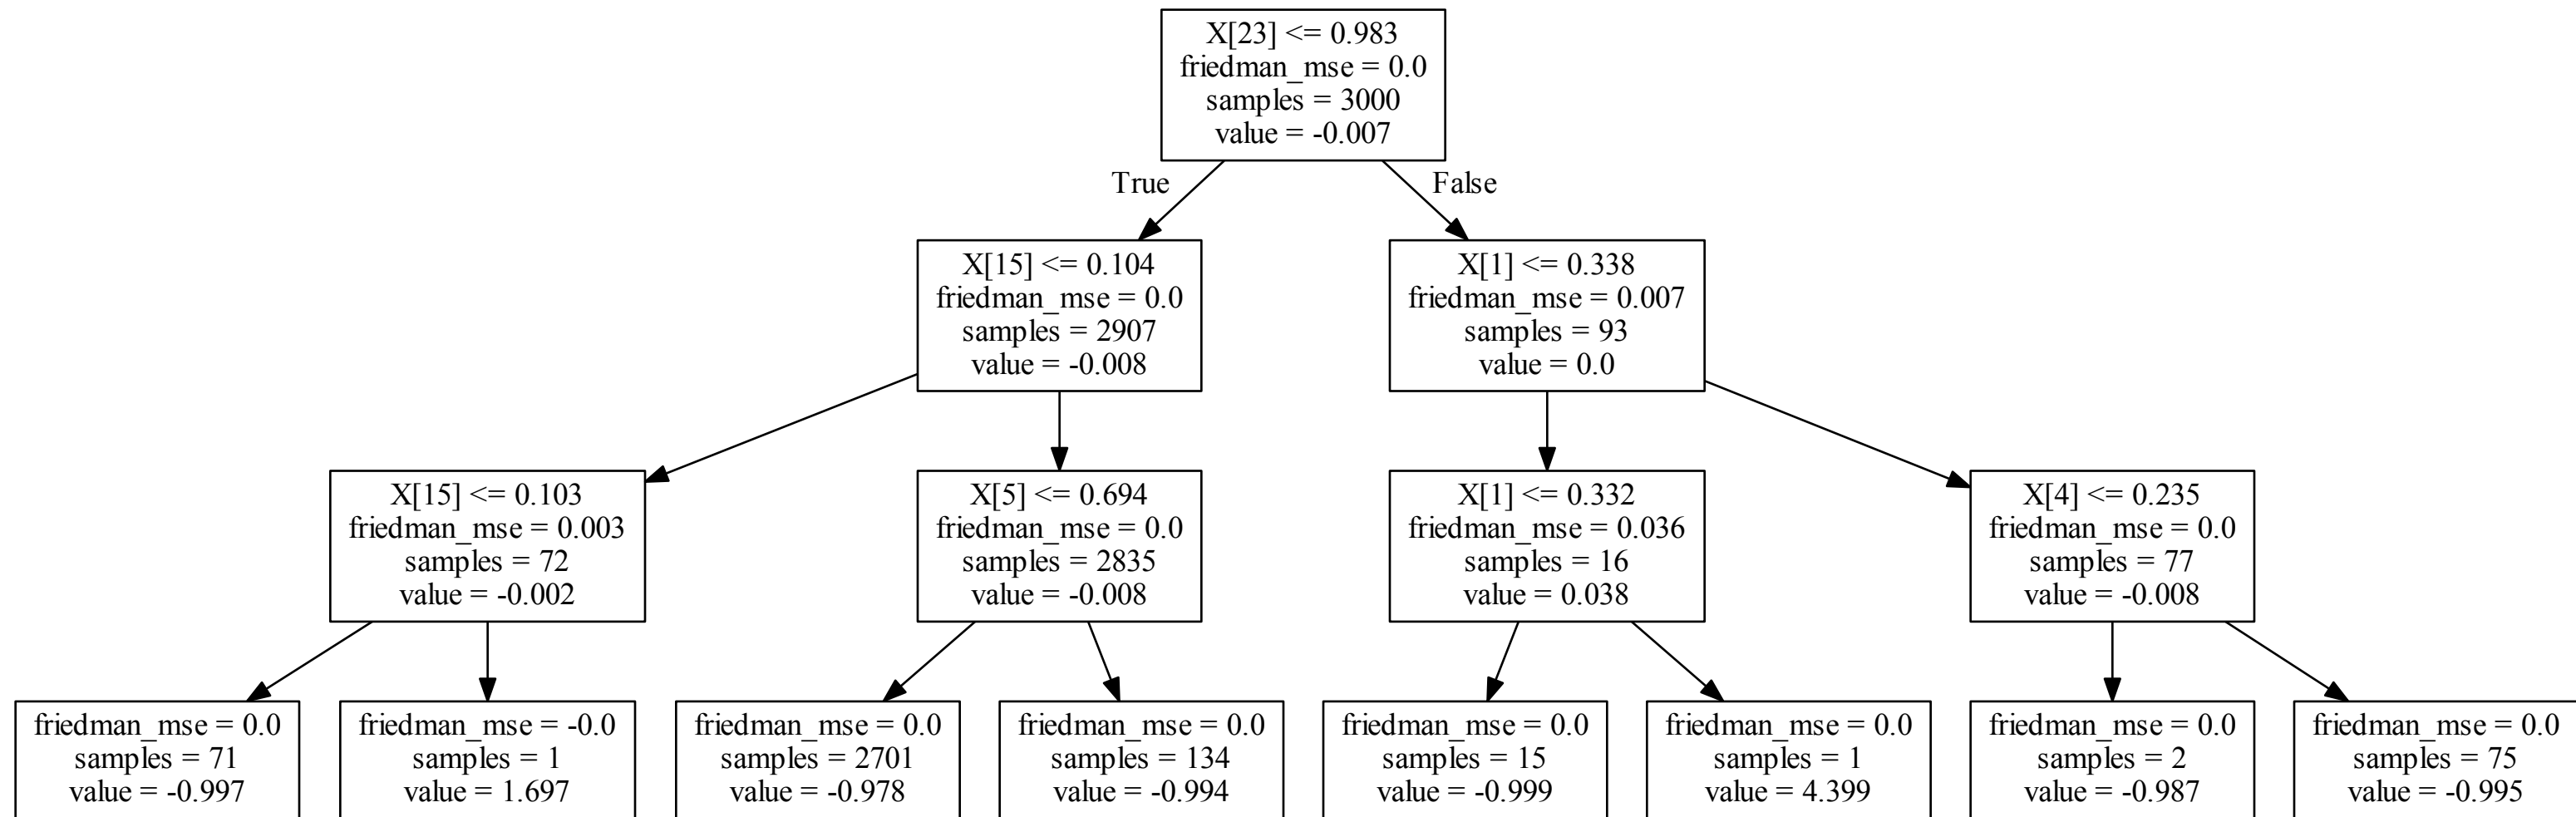 X[23] <= 0.983
friedman_mse = 0.0
samples = 3000
value = -0.007
True
False
X[15] <= 0.104
friedman_mse = 0.0
samples = 2907
value = -0.008
X[1] <= 0.338
friedman_mse = 0.007
samples = 93
value = 0.0
X[15] <= 0.103
friedman_mse = 0.003
samples = 72
value = -0.002
X[5] <= 0.694
friedman_mse = 0.0
samples = 2835
value = -0.008
X[1] <= 0.332
friedman_mse = 0.036
samples = 16
value = 0.038
X[4] <= 0.235
friedman_mse = 0.0
samples = 77
value = -0.008
friedman_mse = 0.0
samples = 71
value = -0.997
friedman_mse = -0.0
samples = 1
value = 1.697
friedman_mse = 0.0
samples = 2701
value = -0.978
friedman_mse = 0.0
samples = 134
value = -0.994
friedman_mse = 0.0
samples = 15
value = -0.999
friedman_mse = 0.0
samples = 1
value = 4.399
friedman_mse = 0.0
samples = 2
value = -0.987
friedman_mse = 0.0
samples = 75
value = -0.995